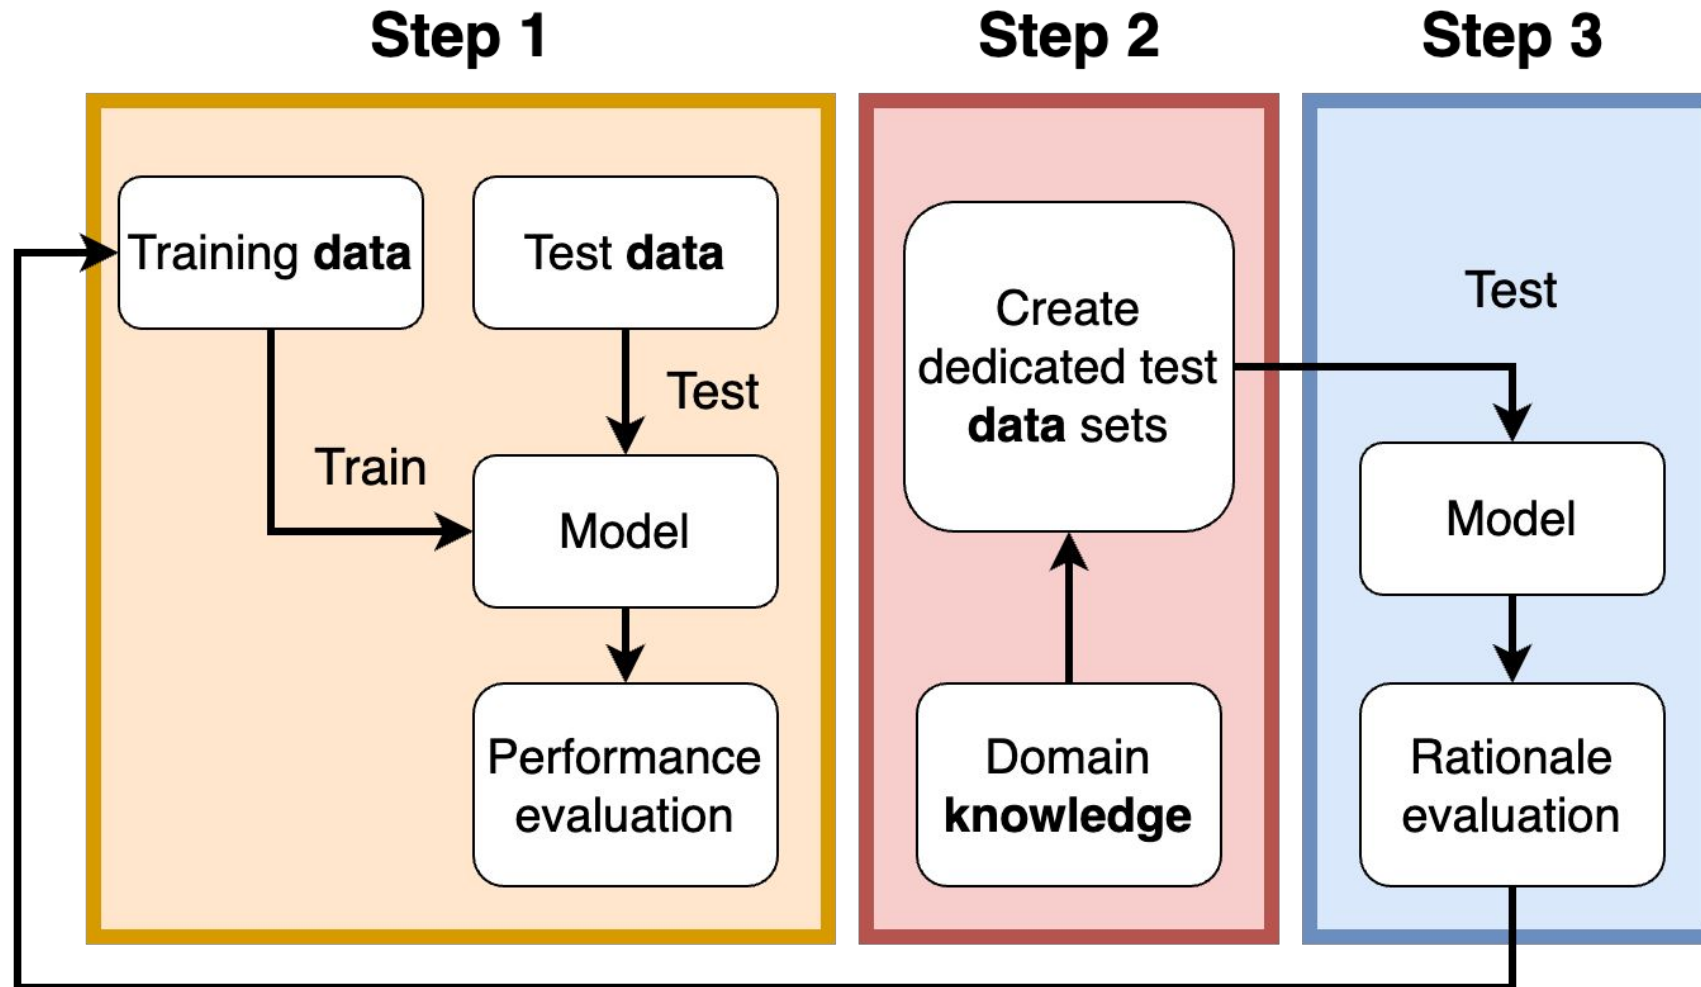 Step 1
Step 2
Step 3
Training data
Test data
Test
Train
Model
Performance
evaluation
Create
dedicated test
data sets
Domain
knowledge
Test
Model
Rationale
evaluation